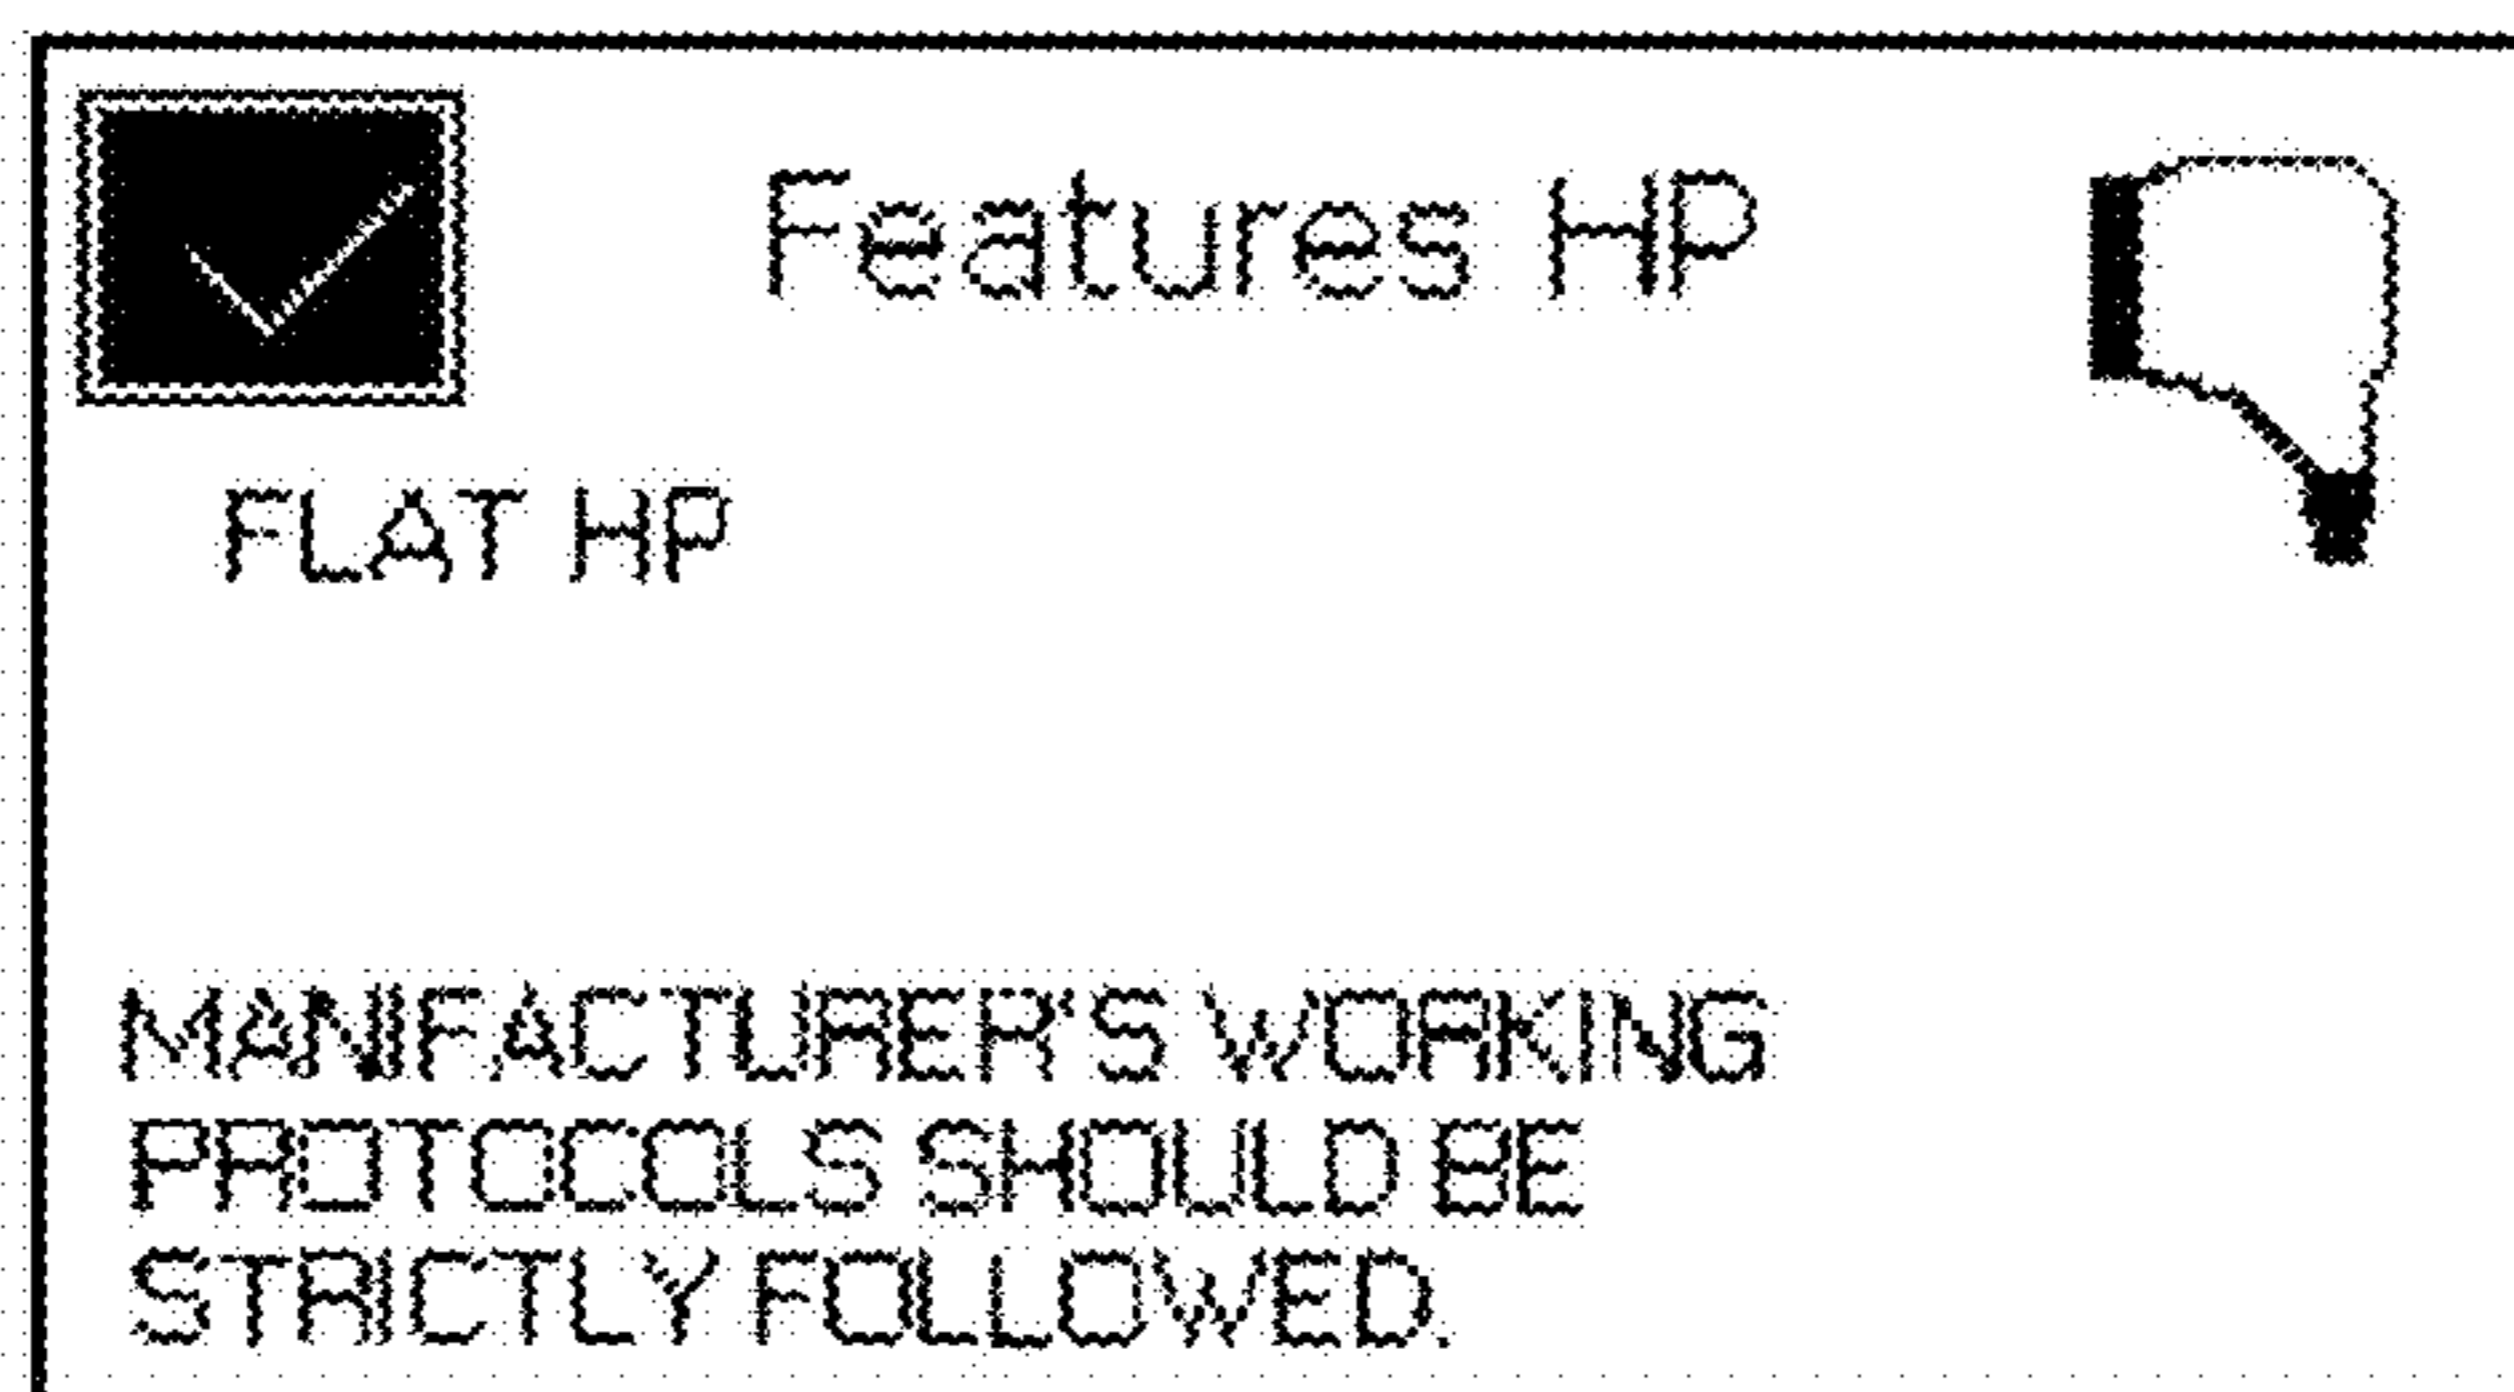 Features HP
FLAT HP
MANIFACTURER'S WORKING
PROTOCOLS SHOULD BE
STRICTLY FOLLOWED.